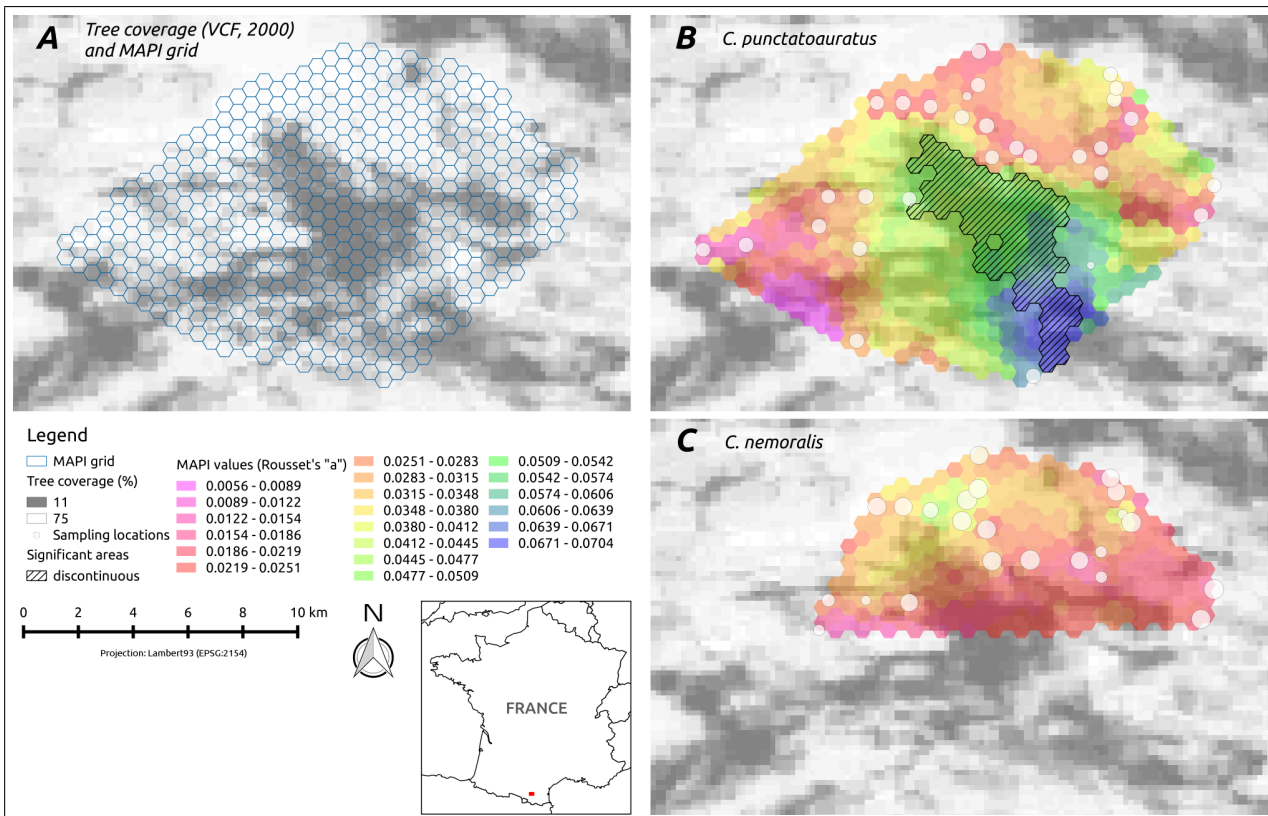 A
Tree coverage (VCF, 2000)
and MAPI grid
B
C. punctatoauratus
C
C. nemoralis
Legend
MAPI grid
Tree coverage (%)
11
75
Sampling locations
Significant areas
discontinuous
MAPI values (Rousset's "a")
0.0056 - 0.0089
0.0089 - 0.0122
0.0122 - 0.0154
0.0154 - 0.0186
0.0186 - 0.0219
0.0219 - 0.0251
0.0251 - 0.0283
0.0283 - 0.0315
0.0315 - 0.0348
0.0348 - 0.0380
0.0380 - 0.0412
0.0412 - 0.0445
0.0445 - 0.0477
0.0477 - 0.0509
0.0509 - 0.0542
0.0542 - 0.0574
0.0574 - 0.0606
0.0606 - 0.0639
0.0639 - 0.0671
0.0671 - 0.0704
0 2 4 6 8 10 km
Projection: Lambert93 (EPSG:2154)
N
FRANCE